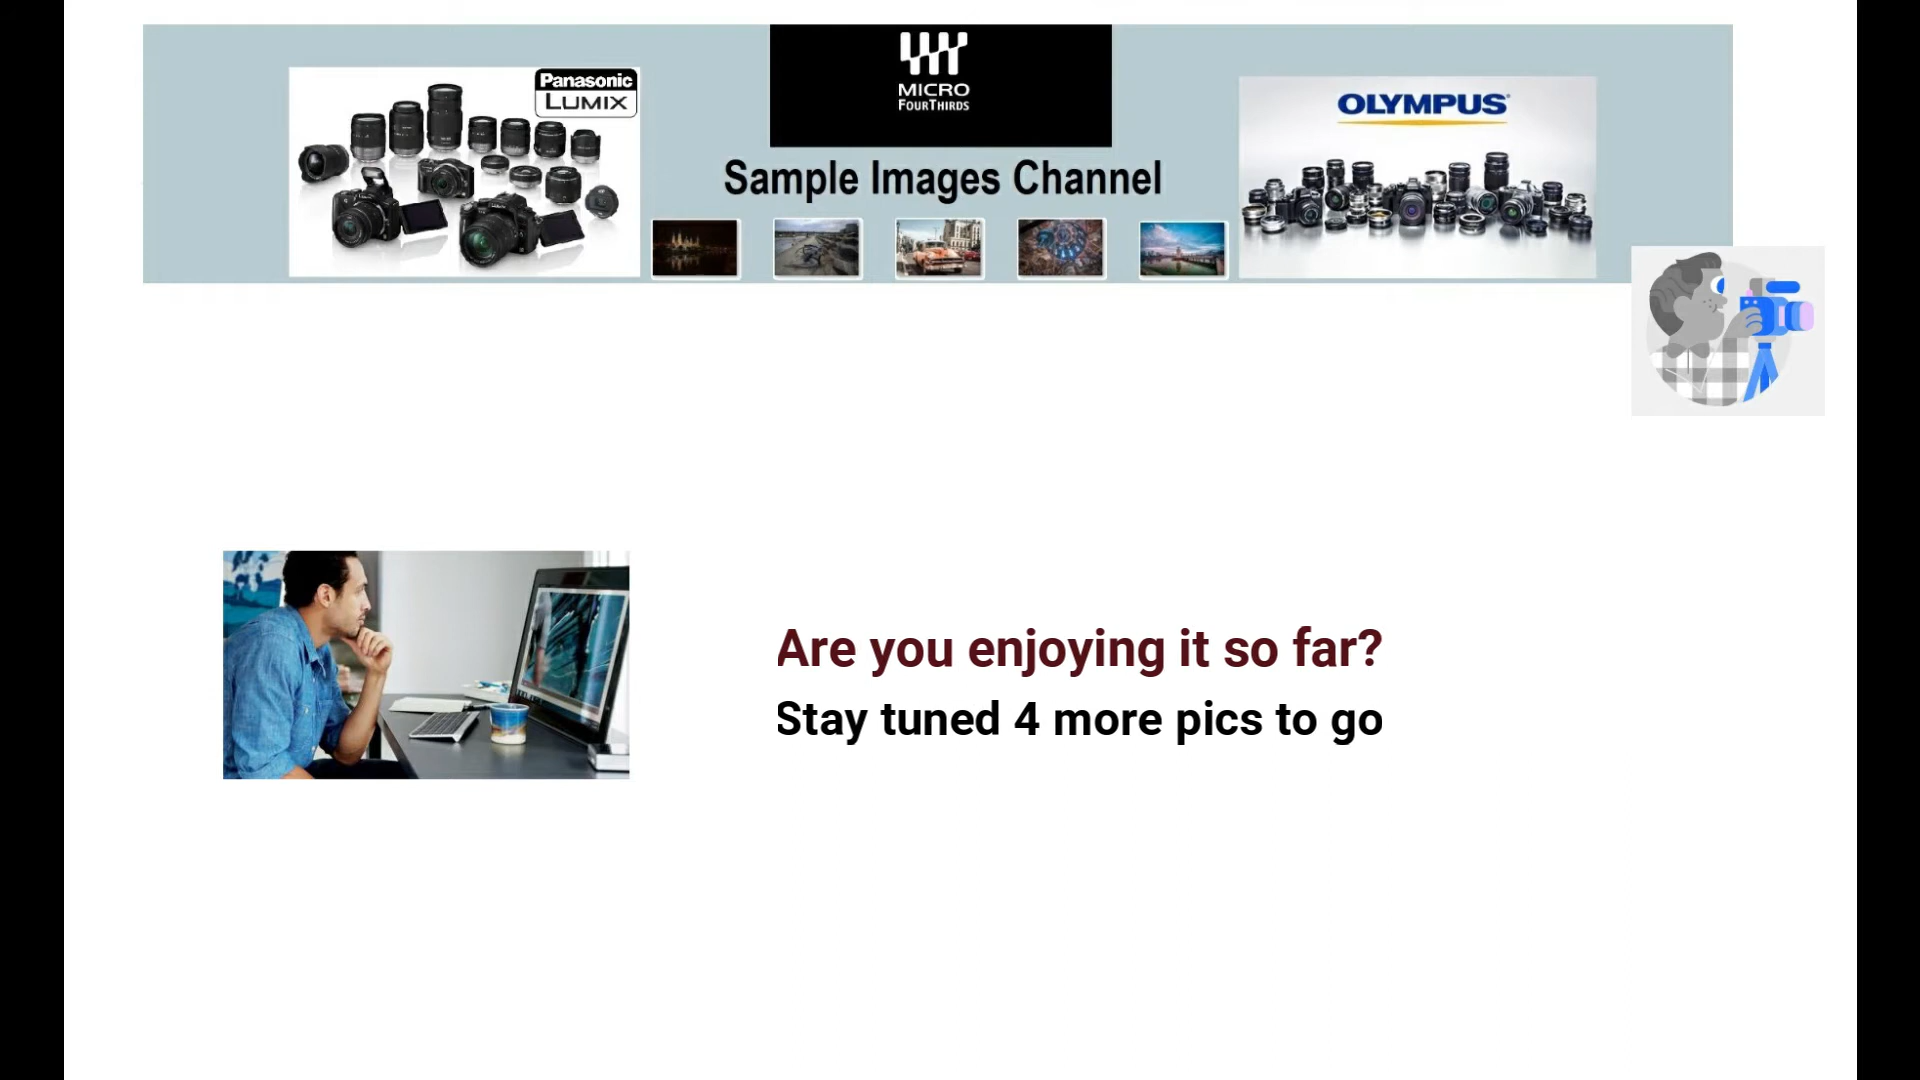 Panasonic
LUMIX
MICRO
FOURTHIRDS
OLYMPUS
Sample Images Channel
Are you enjoying it so far?
Stay tuned 4 more pics to go